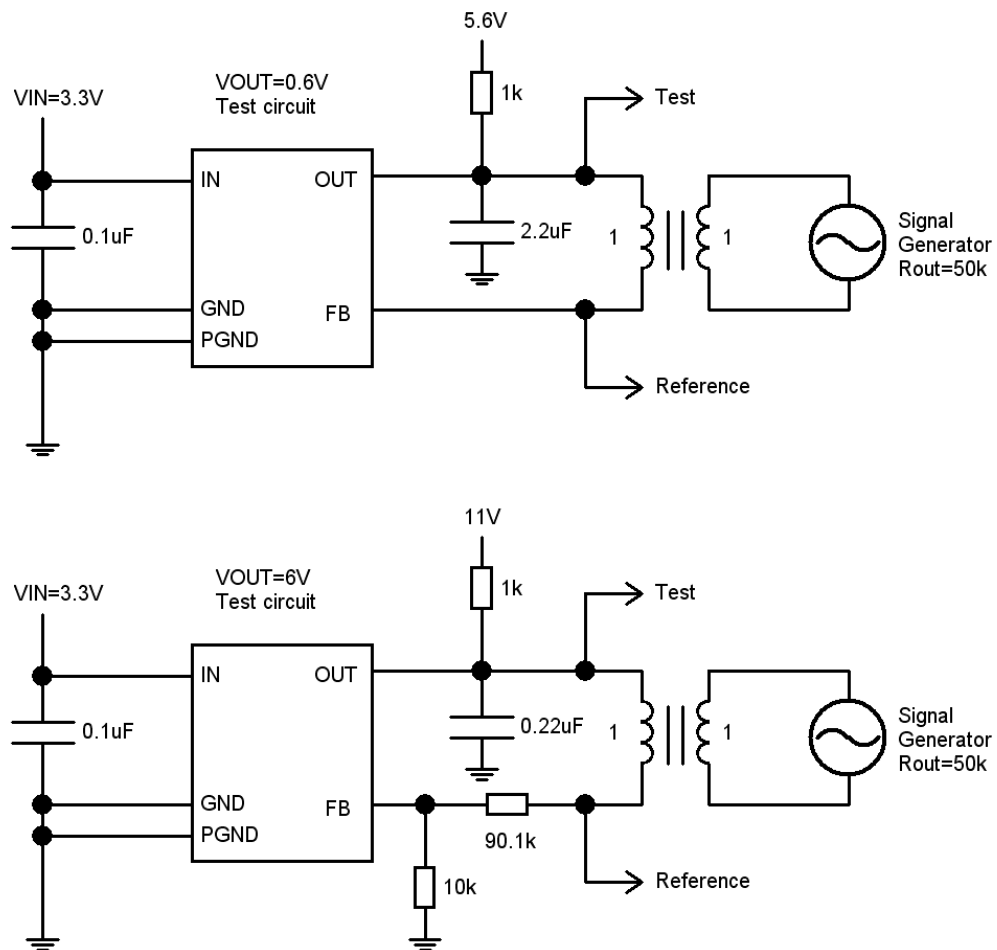 5.6V
VOUT=0.6V
Test circuit
VIN=3.3V
1k
Test
IN
OUT
0.1uF
2.2uF
1
1
Signal
Generator
Rout=50k
GND
FB
PGND
Reference
11V
VOUT=6V
Test circuit
VIN=3.3V
1k
Test
IN
OUT
0.1uF
0.22uF
1
1
Signal
Generator
Rout=50k
GND
FB
PGND
90.1k
10k
Reference